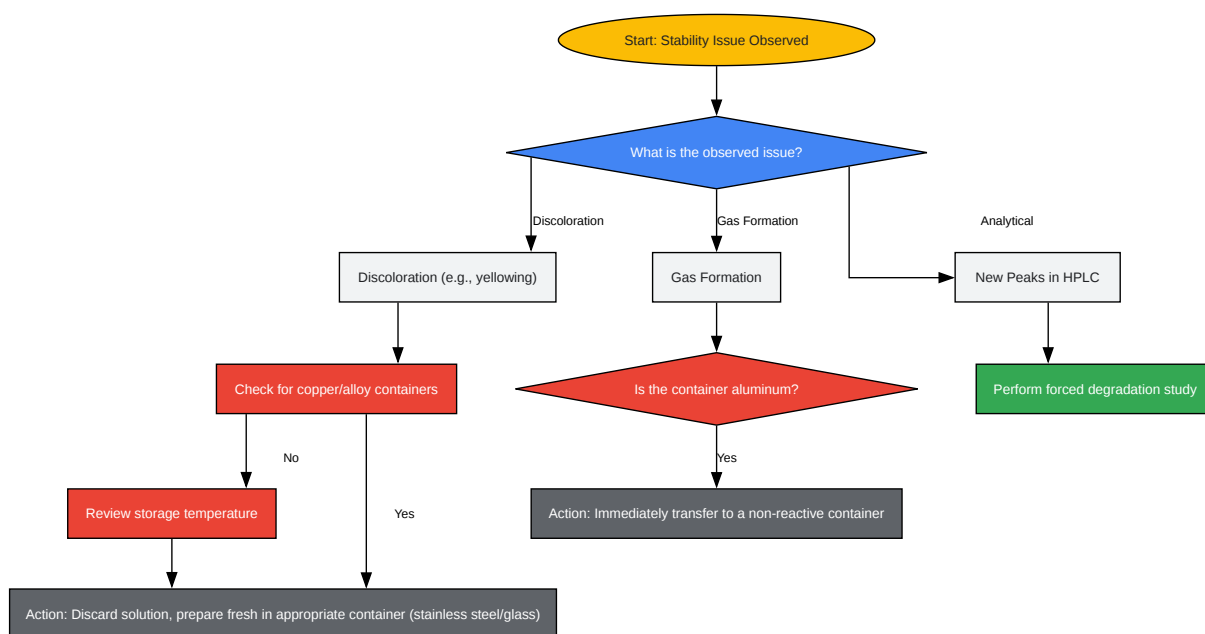 Start: Stability Issue Observed
What is the observed issue?
Discoloration
Gas Formation
Analytical
Discoloration (e.g., yellowing)
Gas Formation
New Peaks in HPLC
Check for copper/alloy containers
Is the container aluminum?
Perform forced degradation study
No
Yes
Review storage temperature
Yes
Action: Immediately transfer to a non-reactive container
Action: Discard solution, prepare fresh in appropriate container (stainless steel/glass)